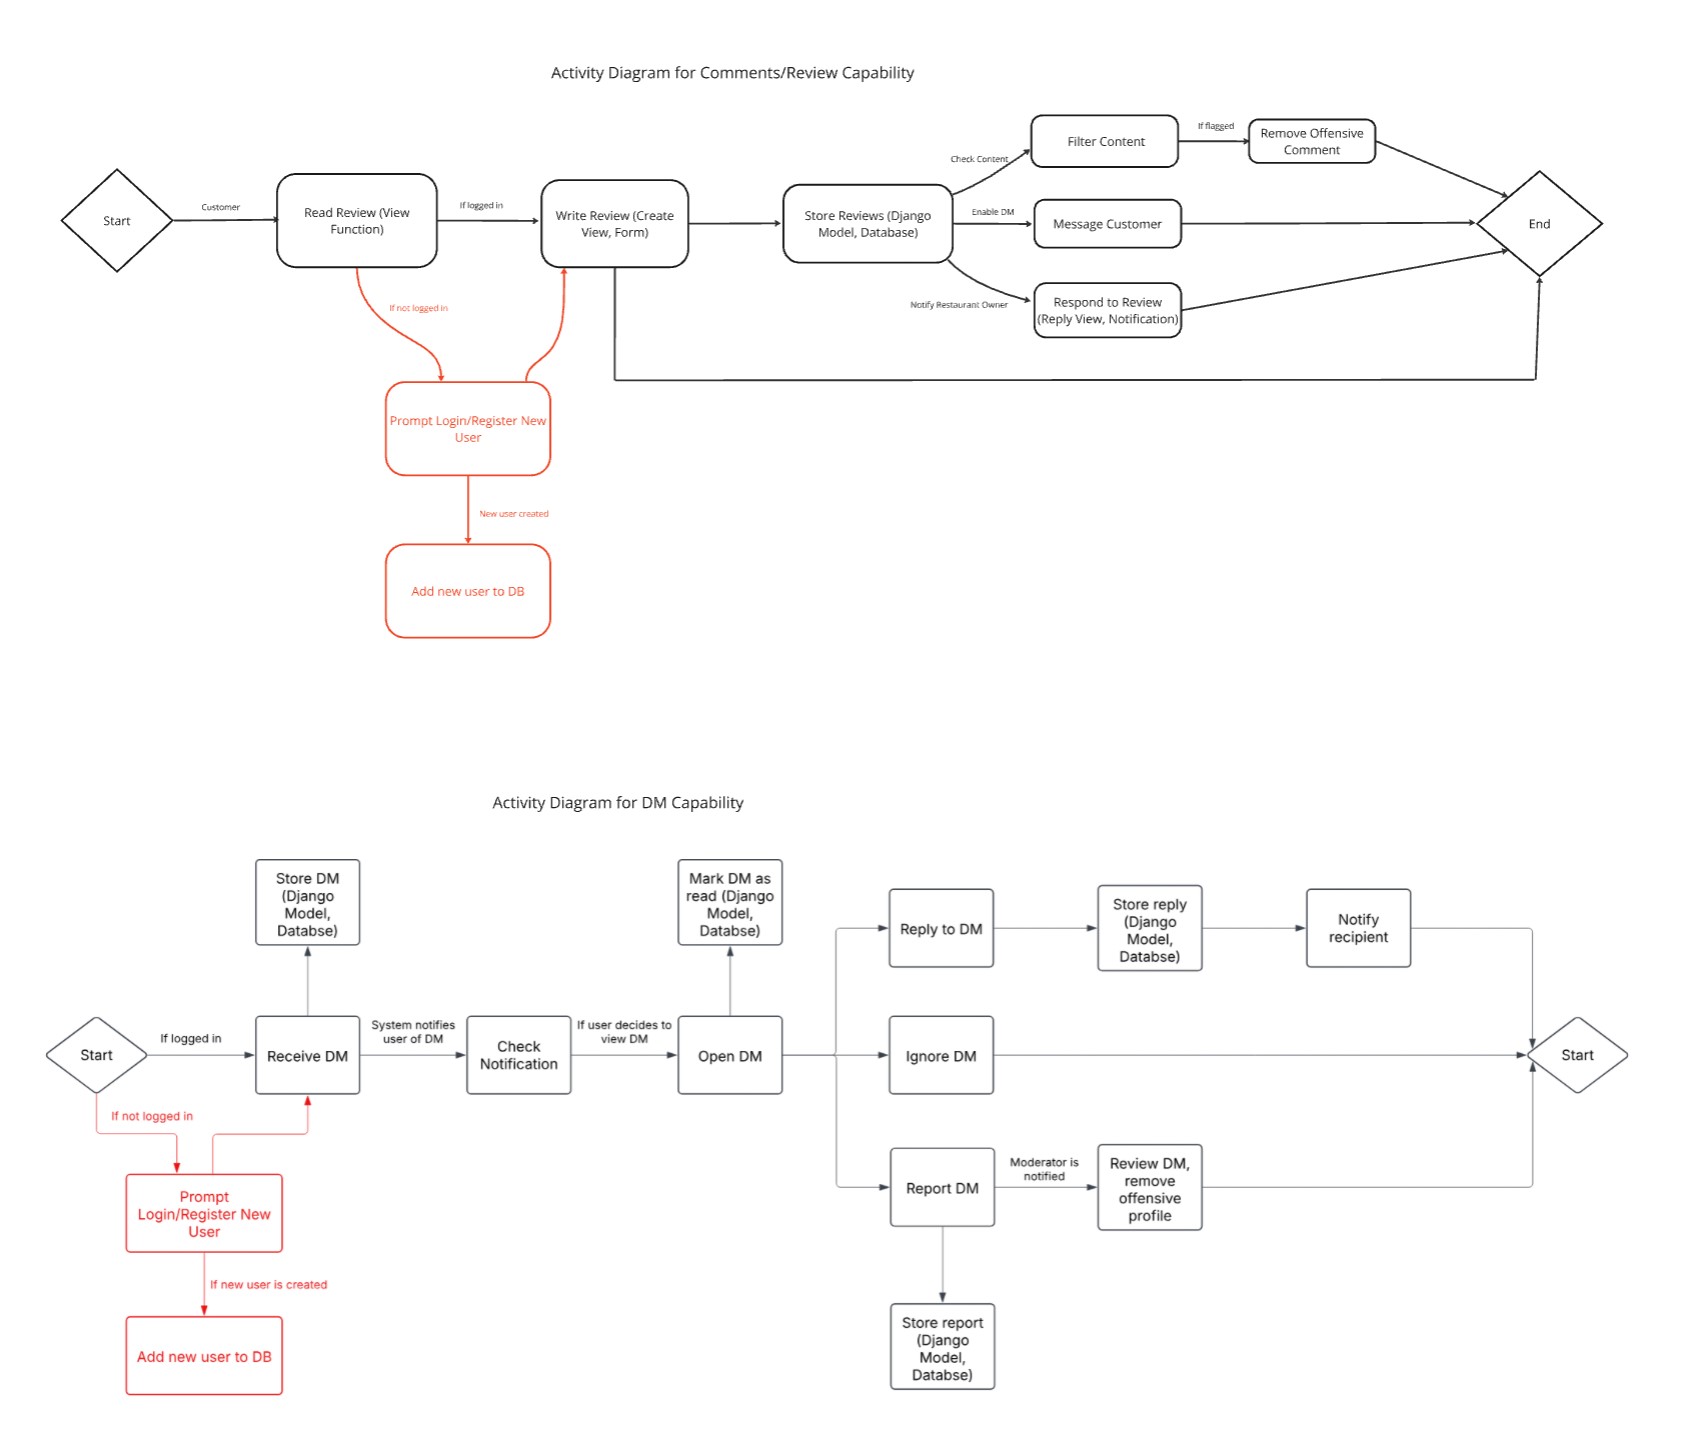 Activity Diagram for Comments/Review Capability
Start
Customer
Read Review (View
Function)
If logged in
Write Review (Create
View, Form)
Store Reviews (Django
Model, Database)
Check Content
Filter Content
If flagged
Remove Offensive
Comment
Enable DM
Message Customer
Notify Restaurant Owner
Respond to Review
(Reply View, Notification)
End
If not logged in
Prompt Login/Register New
User
New user created
Add new user to DB
Activity Diagram for DM Capability
Start
If logged in
Receive DM
Store DM
(Django
Model,
Databse)
System notifies
user of DM
Check
Notification
If user decides to
view DM
Open DM
Mark DM as
read (Django
Model,
Databse)
Reply to DM
Store reply
(Django
Model,
Databse)
Notify
recipient
Ignore DM
Start
Report DM
Moderator is
notified
Review DM,
remove
offensive
profile
Store report
(Django
Model,
Databse)
If not logged in
Prompt
Login/Register New
User
If new user is created
Add new user to DB